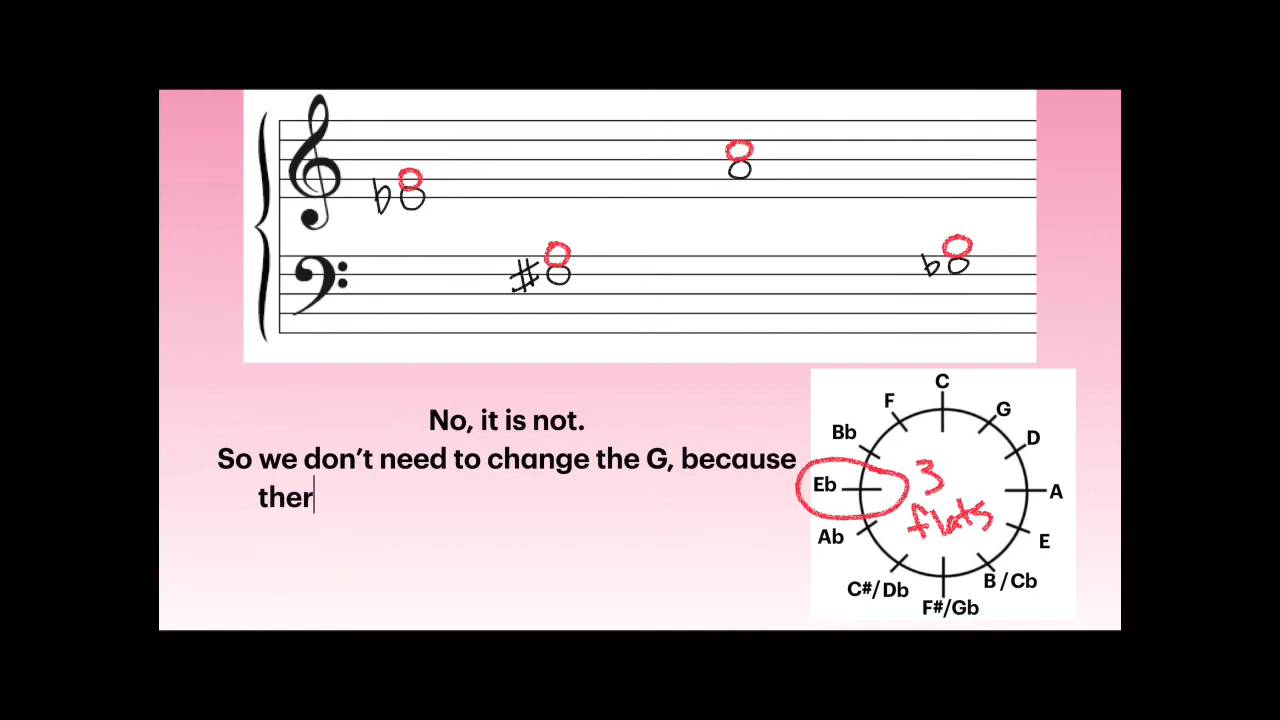 No, it is not.
So we don't need to change the G, because
ther
C
F
G
Bb
D
Eb
3
flats
A
Ab
E
C#/Db
B/Cb
F#/Gb